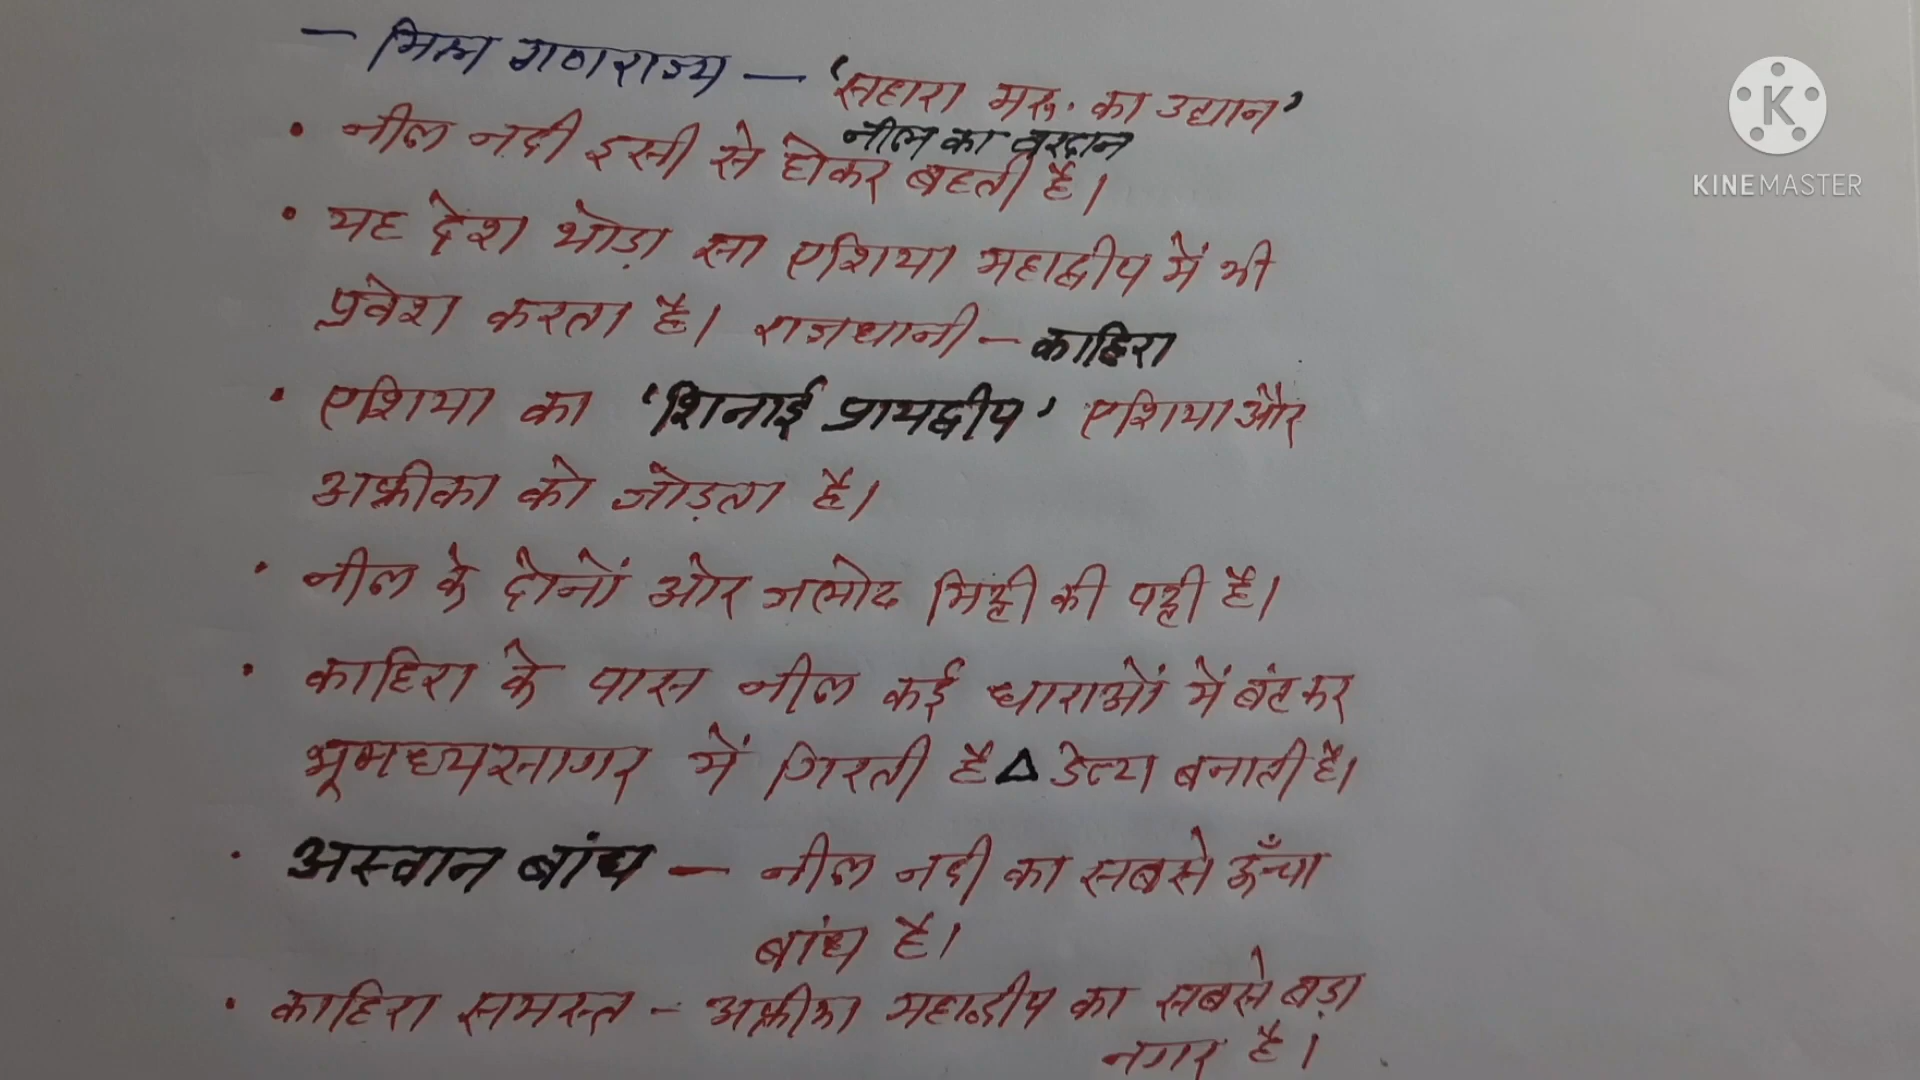 — मिस्र गणराज्य — 'सहारा मरु. का उद्यान'
नील का वरदान
• नील नदी इसी से होकर बहती है।
• यह देश थोड़ा सा एशिया महाद्वीप में भी
प्रवेश करता है। राजधानी – काहिरा
• एशिया का 'शिनाई प्रायद्वीप' एशिया और
अफ्रीका को जोड़ता है।
• नील के दोनों ओर जलोढ मिट्टी की पट्टी है।
• काहिरा के पास नील कई धाराओं में बंटकर
भूमध्यसागर में गिरती है △ डेल्टा बनाती है।
• अस्वान बांध — नील नदी का सबसे ऊँचा
बांध है।
• काहिरा समस्त – अफ्रीका महाद्वीप का सबसे बड़ा
नगर है।
K
KINEMASTER